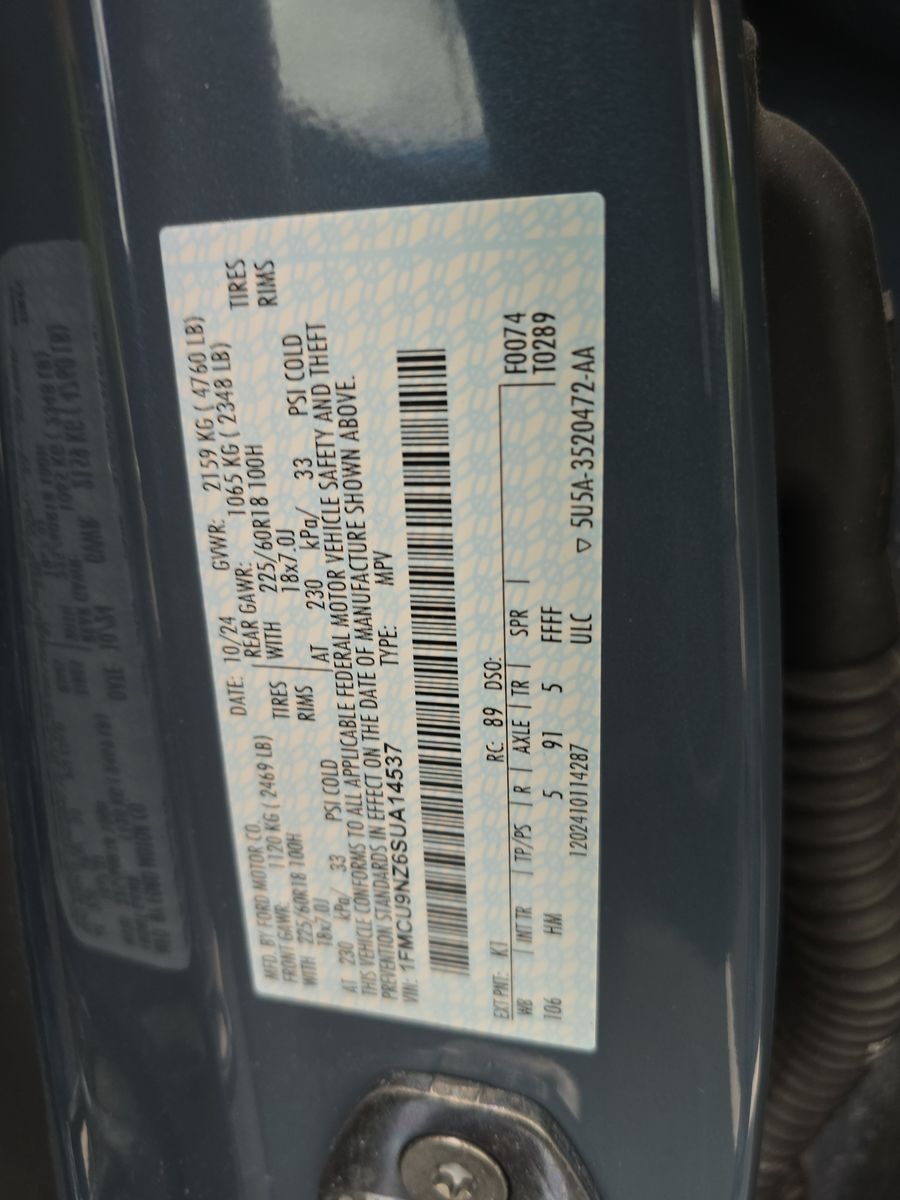 MFD. BY FORD MOTOR CO. DATE: 10/24 GVWR: 2159 KG ( 4760 LB)
FRONT GAWR: 1120 KG ( 2469 LB) REAR GAWR: 1065 KG ( 2348 LB)
WITH 225/60R18 100H TIRES WITH 225/60R18 100H TIRES
18x7.0J RIMS 18x7.0J RIMS
AT 230 kPa/ 33 PSI COLD AT 230 kPa/ 33 PSI COLD
THIS VEHICLE CONFORMS TO ALL APPLICABLE FEDERAL MOTOR VEHICLE SAFETY AND THEFT
PREVENTION STANDARDS IN EFFECT ON THE DATE OF MANUFACTURE SHOWN ABOVE.
VIN: 1FMCU9NZ6SUA14537 TYPE: MPV
EXT PNT: K1 RC: 89 DSO: F0074
WB | INT TR | TP/PS | R | AXLE | TR | SPR | T0289
106 HM 5 91 5 FFFF
120241011428 7 ULC ▽ 5U5A-3520472-AA